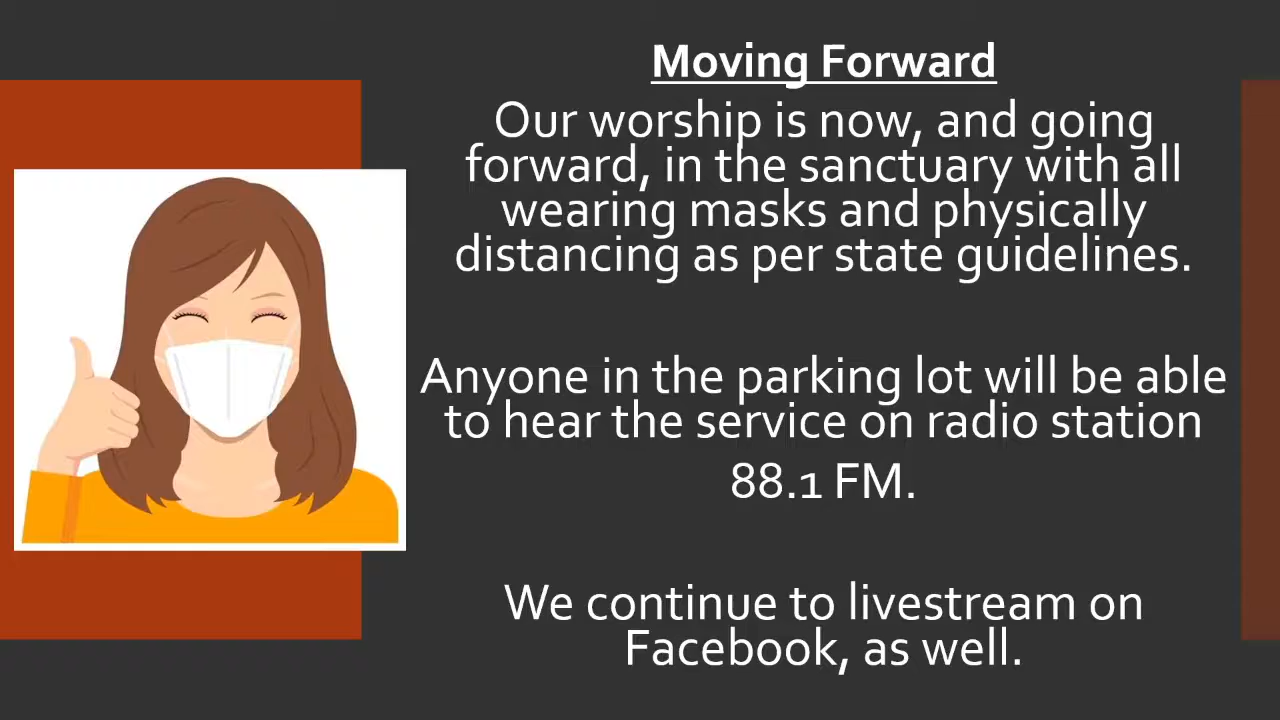 Moving Forward
Our worship is now, and going
forward, in the sanctuary with all
wearing masks and physically
distancing as per state guidelines.
Anyone in the parking lot will be able
to hear the service on radio station
88.1 FM.
We continue to livestream on
Facebook, as well.